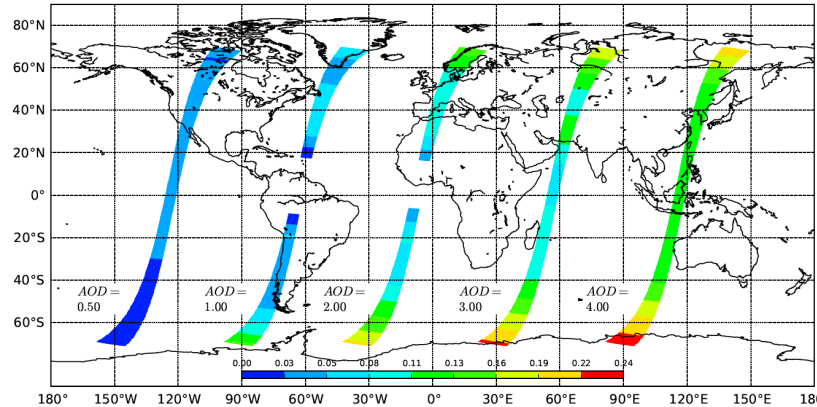 80°N
60°N
40°N
20°N
0°
20°S
40°S
60°S
AOD = AOD = AOD = AOD = AOD =
0.50 1.00 2.00 3.00 4.00
0.00 0.03 0.05 0.08 0.11 0.13 0.16 0.19 0.22 0.24
180° 150°W 120°W 90°W 60°W 30°W 0° 30°E 60°E 90°E 120°E 150°E 18